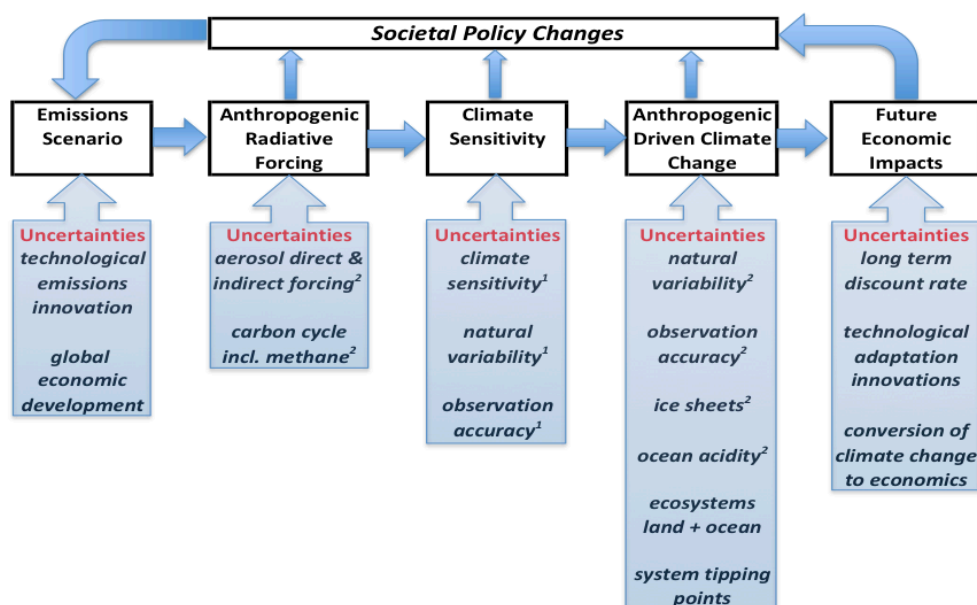 Societal Policy Changes
Emissions
Scenario
Anthropogenic
Radiative
Forcing
Climate
Sensitivity
Anthropogenic
Driven Climate
Change
Future
Economic
Impacts
Uncertainties
technological
emissions
innovation
global
economic
development
Uncertainties
aerosol direct &
indirect forcing²
carbon cycle
incl. methane²
Uncertainties
climate
sensitivity¹
natural
variability¹
observation
accuracy¹
Uncertainties
natural
variability²
observation
accuracy²
ice sheets²
ocean acidity²
ecosystems
land + ocean
system tipping
points
Uncertainties
long term
discount rate
technological
adaptation
innovations
conversion of
climate change
to economics